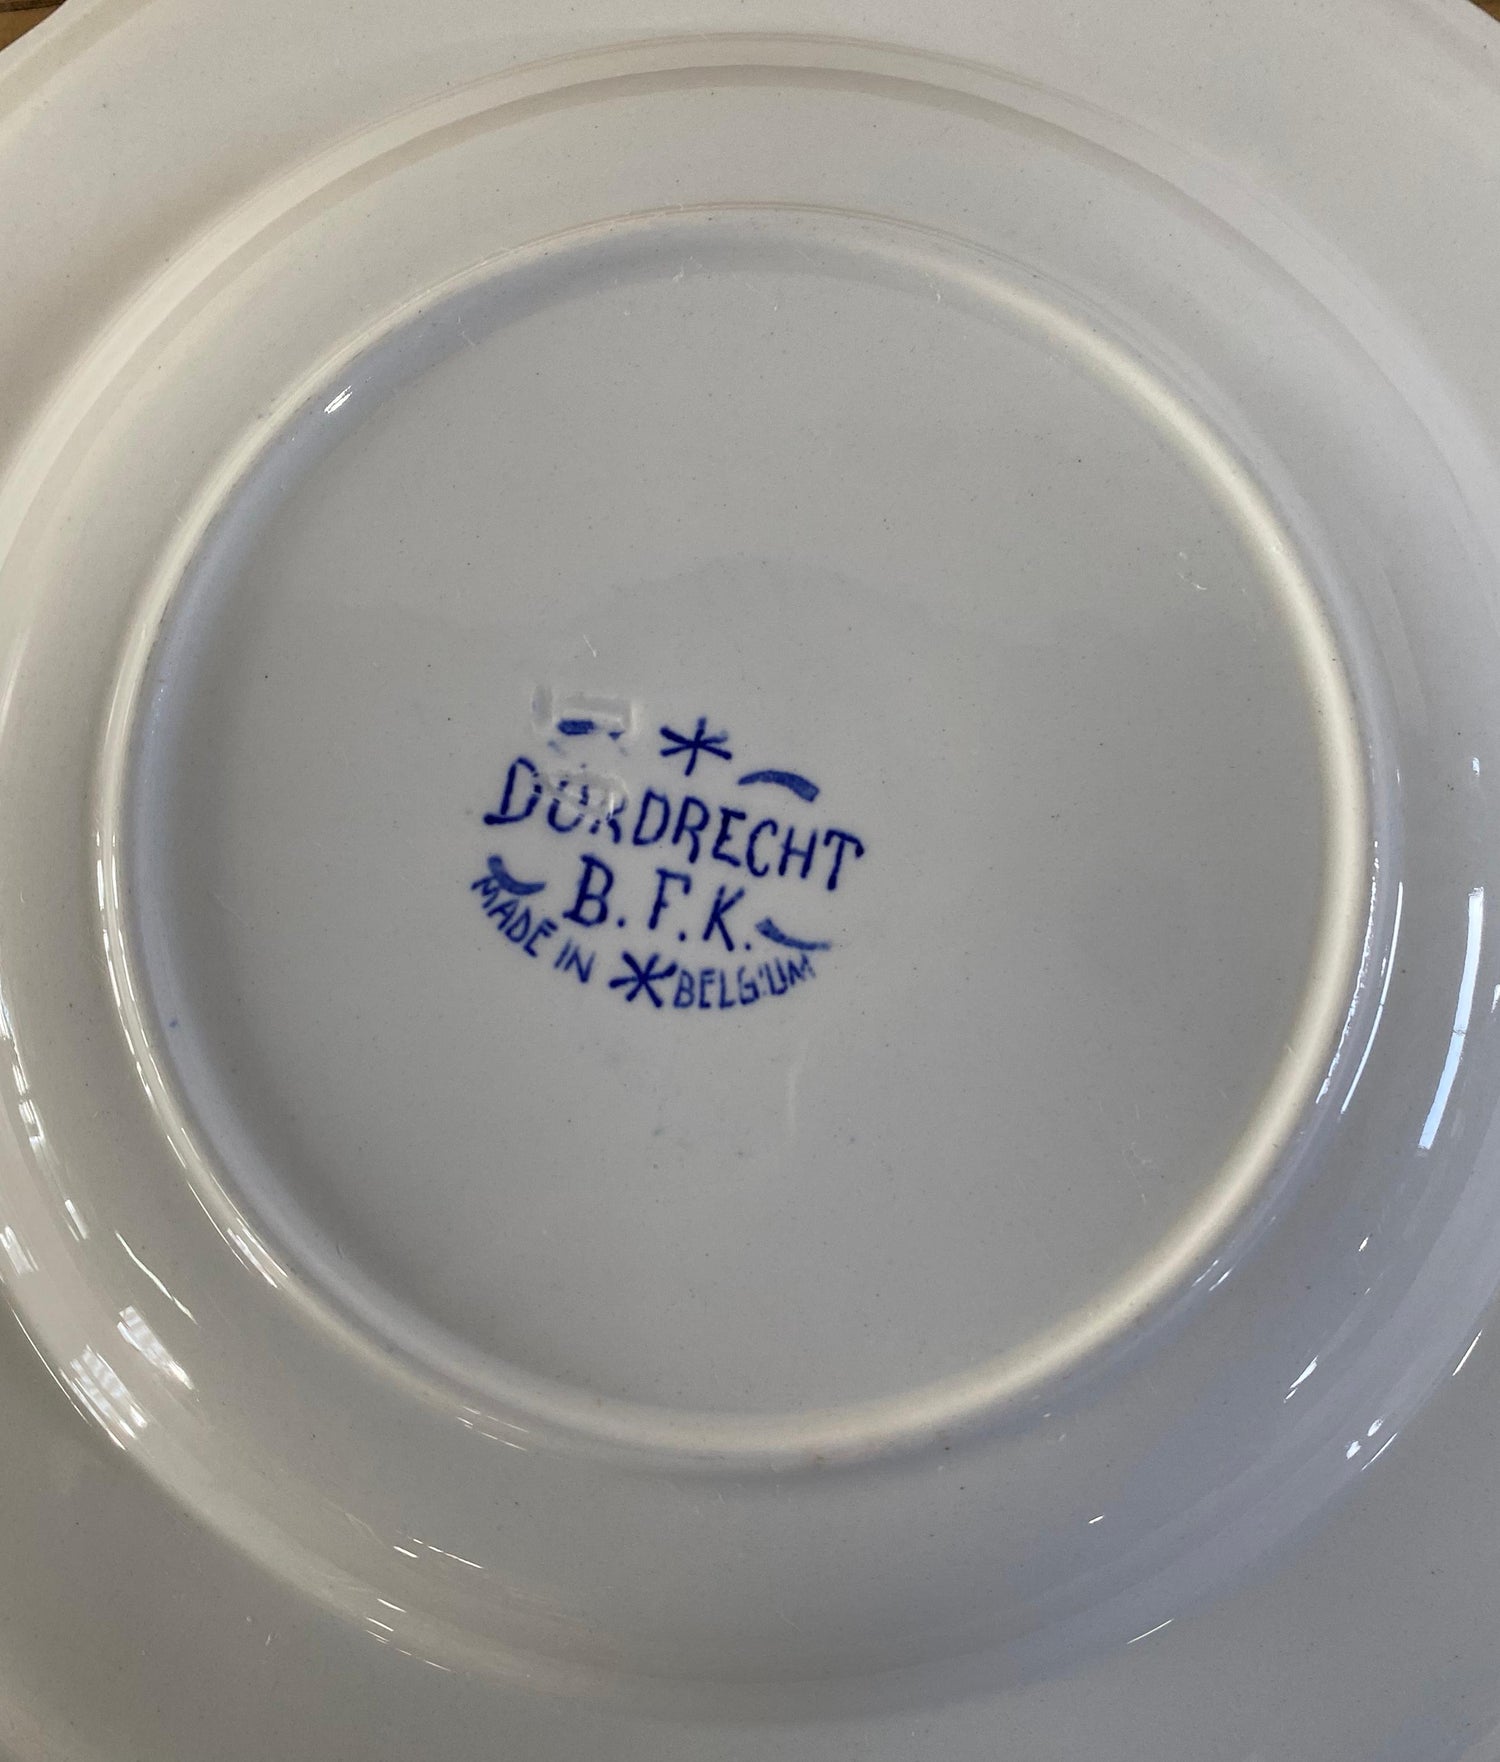 DORDRECHT
B.F.K.
MADE IN BELGIUM